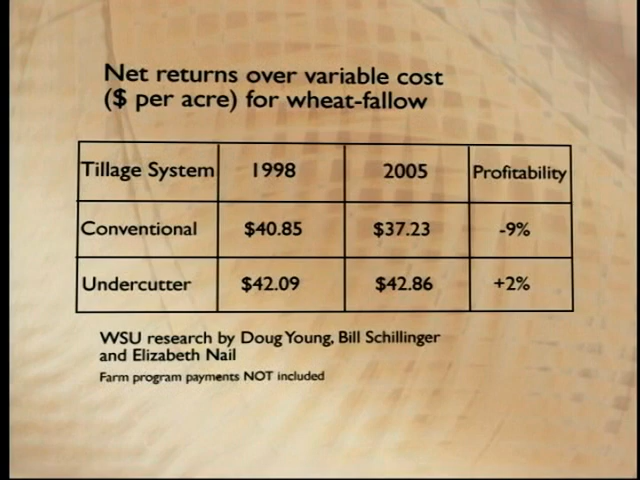 Net returns over variable cost
($ per acre) for wheat-fallow
Tillage System 1998 2005 Profitability
Conventional $40.85 $37.23 -9%
Undercutter $42.09 $42.86 +2%
WSU research by Doug Young, Bill Schillinger
and Elizabeth Nail
Farm program payments NOT included